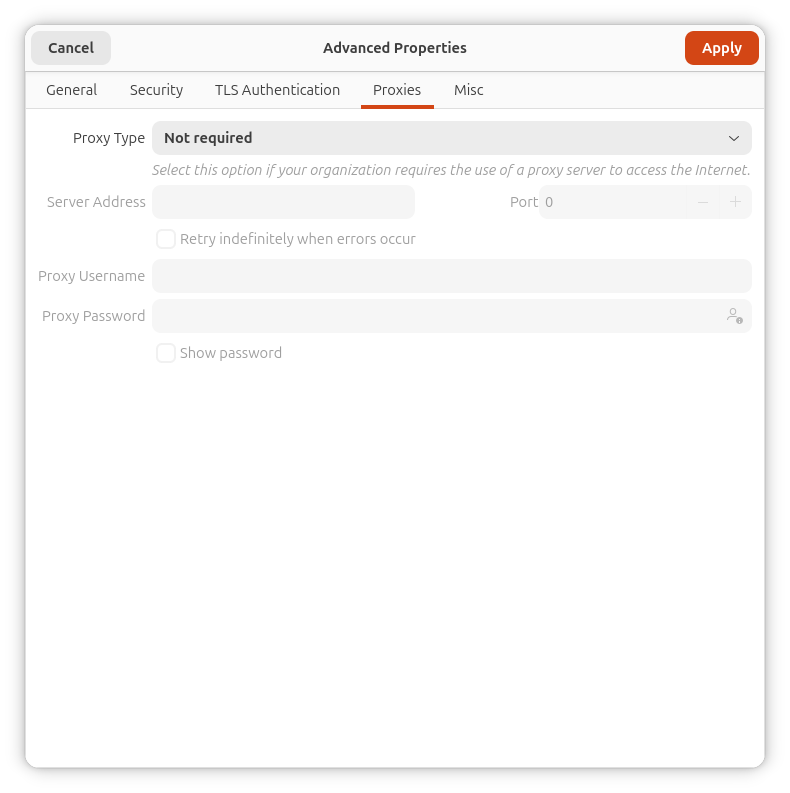 Cancel Advanced Properties Apply
General Security TLS Authentication Proxies Misc
Proxy Type Not required
Select this option if your organization requires the use of a proxy server to access the Internet.
Server Address Port 0
Retry indefinitely when errors occur
Proxy Username
Proxy Password
Show password